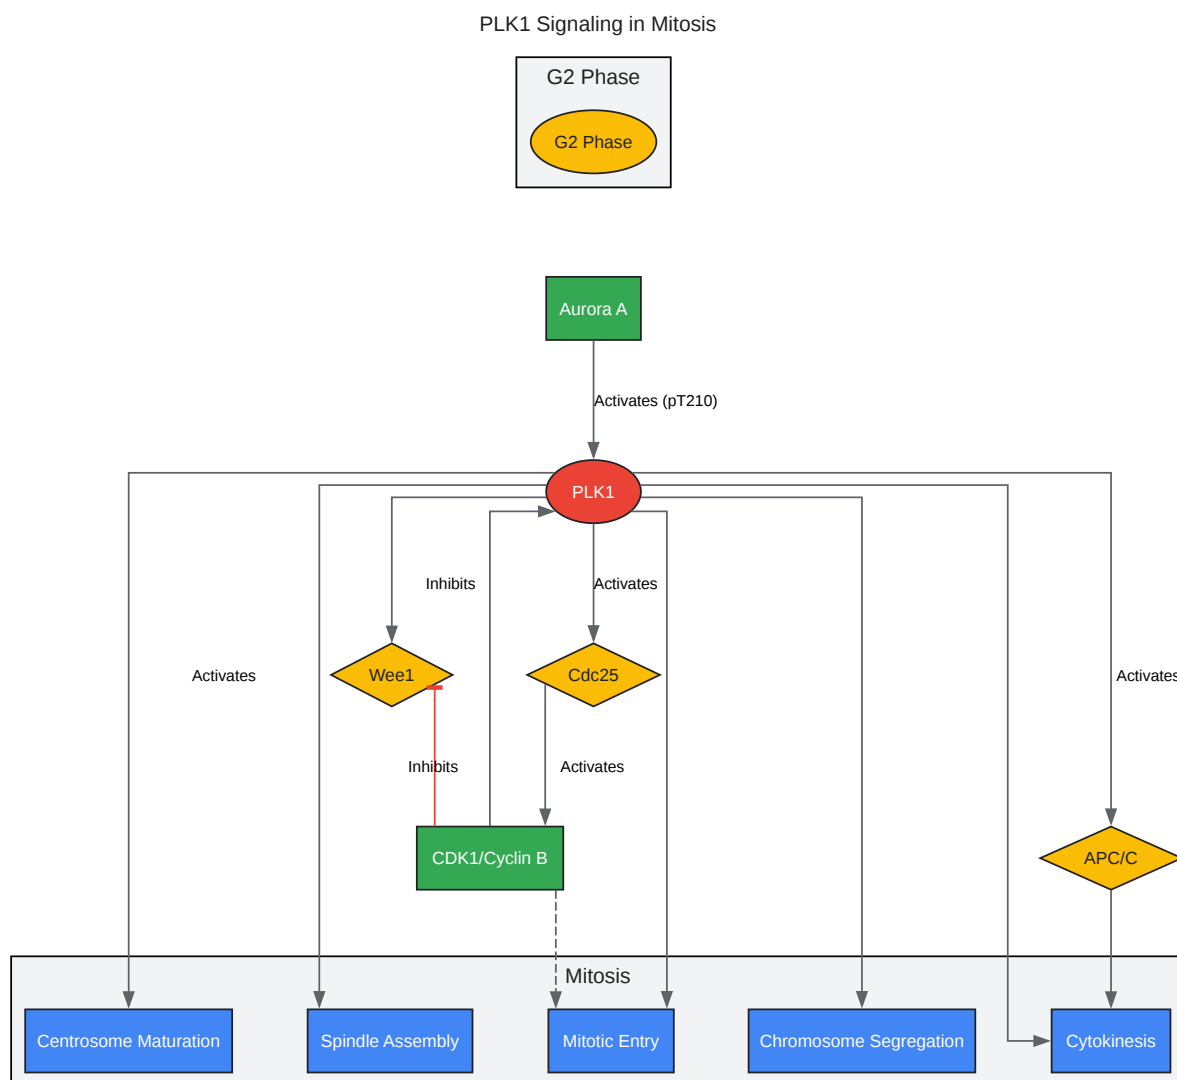 PLK1 Signaling in Mitosis
G2 Phase
G2 Phase
Aurora A
Activates (pT210)
PLK1
Inhibits
Activates
Activates
Wee1
Cdc25
Activates
Inhibits
Activates
CDK1/Cyclin B
APC/C
Mitosis
Centrosome Maturation
Spindle Assembly
Mitotic Entry
Chromosome Segregation
Cytokinesis